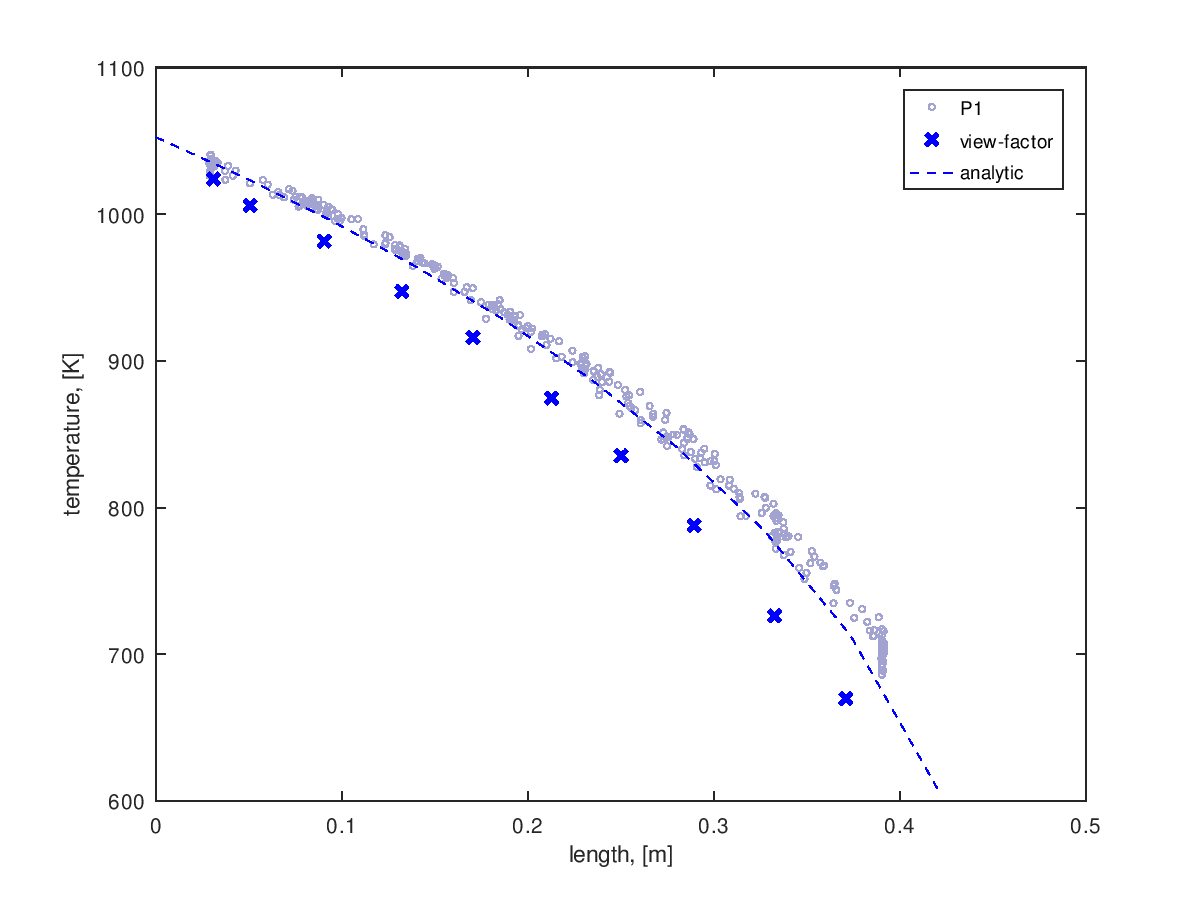 1100
1000
900
800
700
600
0
0.1
0.2
0.3
0.4
0.5
temperature, [K]
length, [m]
P1
view-factor
analytic